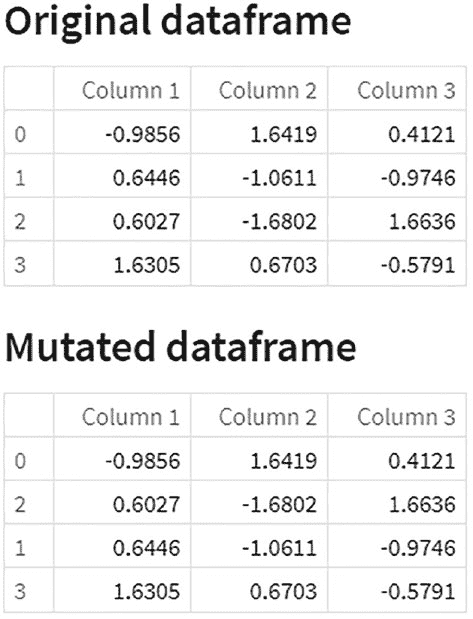 Original dataframe
Column 1 Column 2 Column 3
0 -0.9856 1.6419 0.4121
1 0.6446 -1.0611 -0.9746
2 0.6027 -1.6802 1.6636
3 1.6305 0.6703 -0.5791
Mutated dataframe
Column 1 Column 2 Column 3
0 -0.9856 1.6419 0.4121
2 0.6027 -1.6802 1.6636
1 0.6446 -1.0611 -0.9746
3 1.6305 0.6703 -0.5791